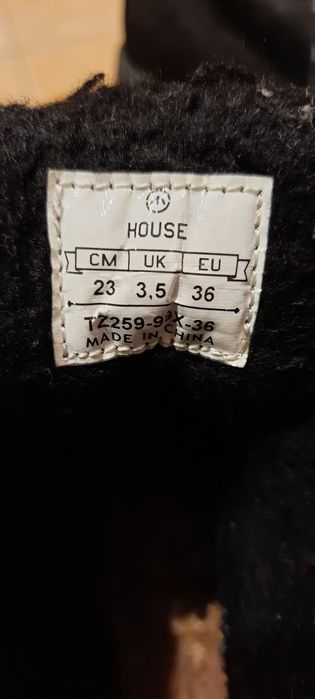 HOUSE
CM UK EU
23 3,5 36
MADE IN CHINA